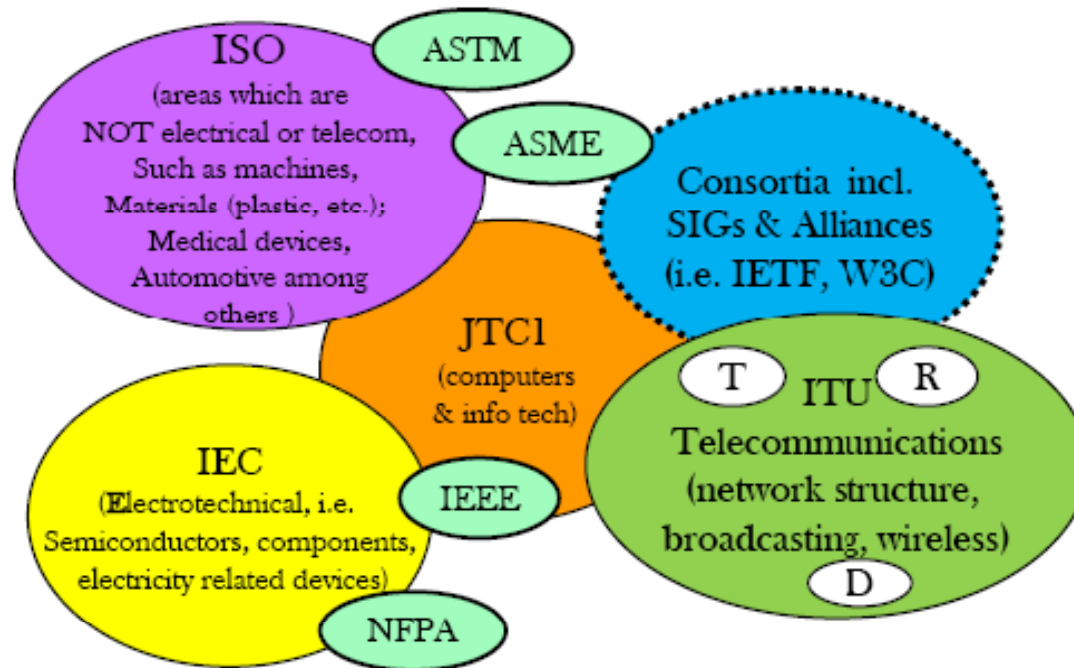 ISO
(areas which are
NOT electrical or telecom,
Such as machines,
Materials (plastic, etc.);
Medical devices,
Automotive among
others )
ASTM
ASME
Consortia incl.
SIGs & Alliances
(i.e. IETF, W3C)
JTC1
(computers
& info tech)
T
R
ITU
Telecommunications
(network structure,
broadcasting, wireless)
D
IEC
(Electrotechnical, i.e.
Semiconductors, components,
electricity related devices)
IEEE
NFPA